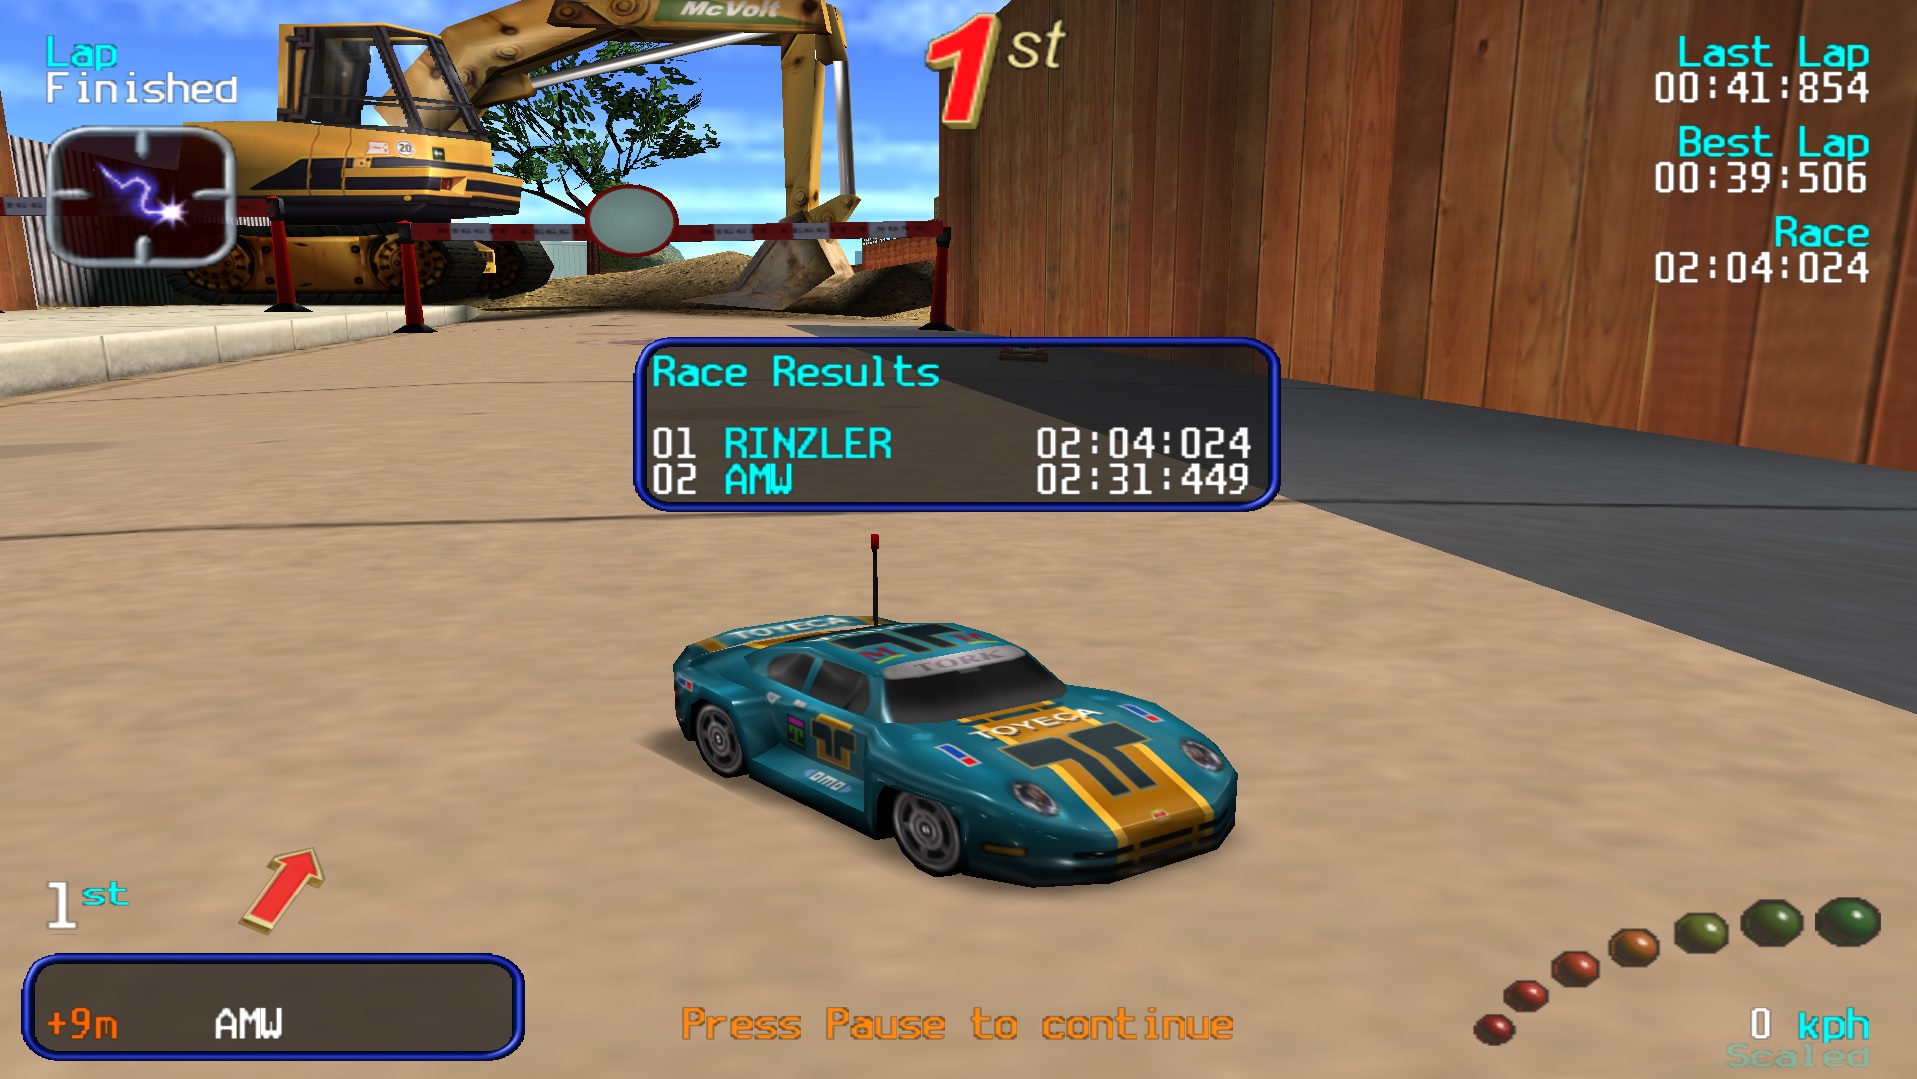 McVolt
Lap
Finished
1st
Last Lap
00:41:854
Best Lap
00:39:506
Race
02:04:024
20
Race Results
01 RINZLER 02:04:024
02 AMW 02:31:449
TOYECA
TORK
TOYECA
OMO
1st
+9m AMW
Press Pause to continue
0 kph
Scaled